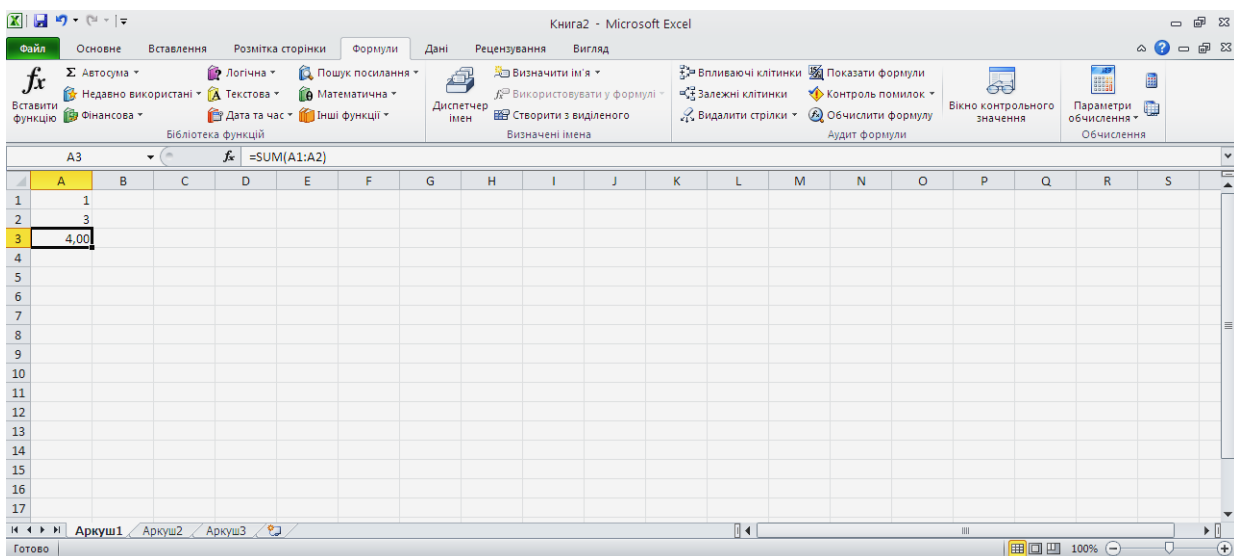 Книга2 - Microsoft Excel
Файл Основне Вставлення Розмітка сторінки Формули Дані Рецензування Вигляд
fx Вставити функцію
Σ Автосума
Недавно використані
Фінансова
Логічна
Текстова
Дата та час
Пошук посилання
Математична
Інші функції
Бібліотека функцій
Диспетчер імен
Визначити ім'я
Використовувати у формулі
Створити з виділеного
Визначені імена
Впливаючі клітинки
Залежні клітинки
Видалити стрілки
Показати формули
Контроль помилок
Обчислити формулу
Аудит формули
Вікно контрольного значення
Параметри обчислення
Обчислення
A3 fx =SUM(A1:A2)
A B C D E F G H I J K L M N O P Q R S
1 1
2 3
3 4,00
4
5
6
7
8
9
10
11
12
13
14
15
16
17
Аркуш1 Аркуш2 Аркуш3
Готово 100%